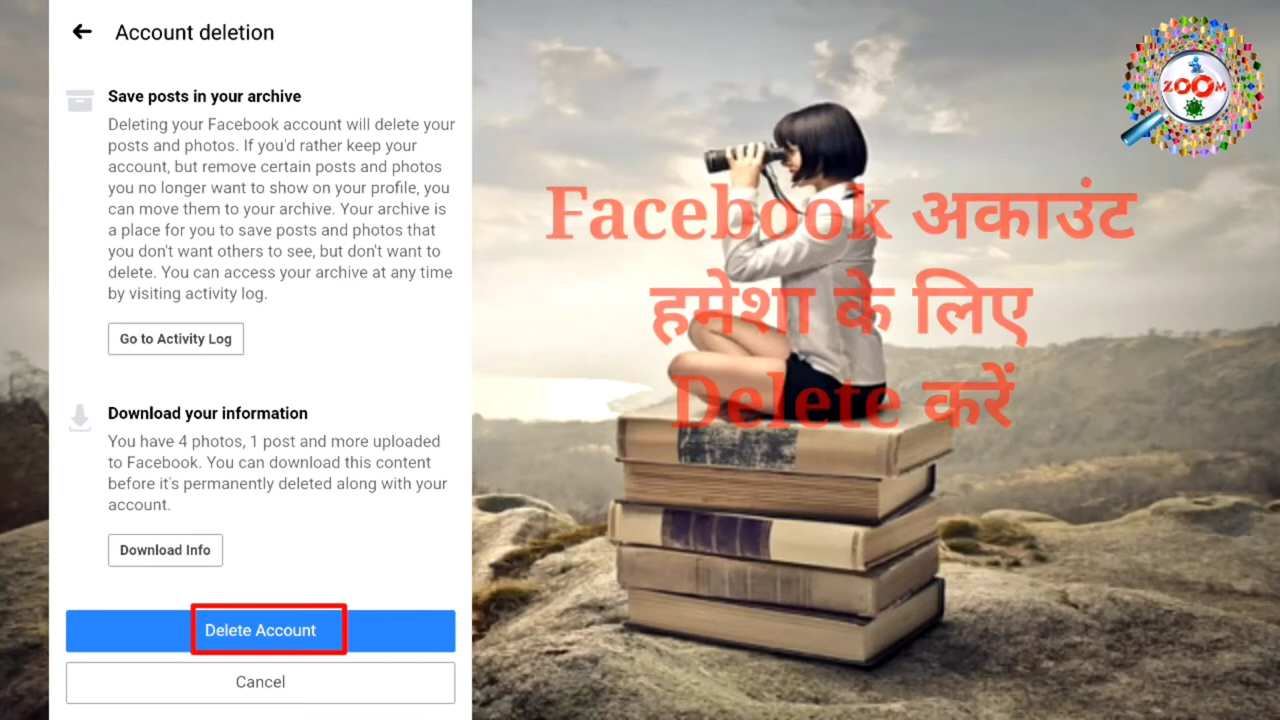 Account deletion
Save posts in your archive
Deleting your Facebook account will delete your
posts and photos. If you'd rather keep your
account, but remove certain posts and photos
you no longer want to show on your profile, you
can move them to your archive. Your archive is
a place for you to save posts and photos that
you don't want others to see, but don't want to
delete. You can access your archive at any time
by visiting activity log.
Go to Activity Log
Download your information
You have 4 photos, 1 post and more uploaded
to Facebook. You can download this content
before it's permanently deleted along with your
account.
Download Info
Delete Account
Cancel
Facebook अकाउंट
हमेशा के लिए
Delete करें
ZOOM